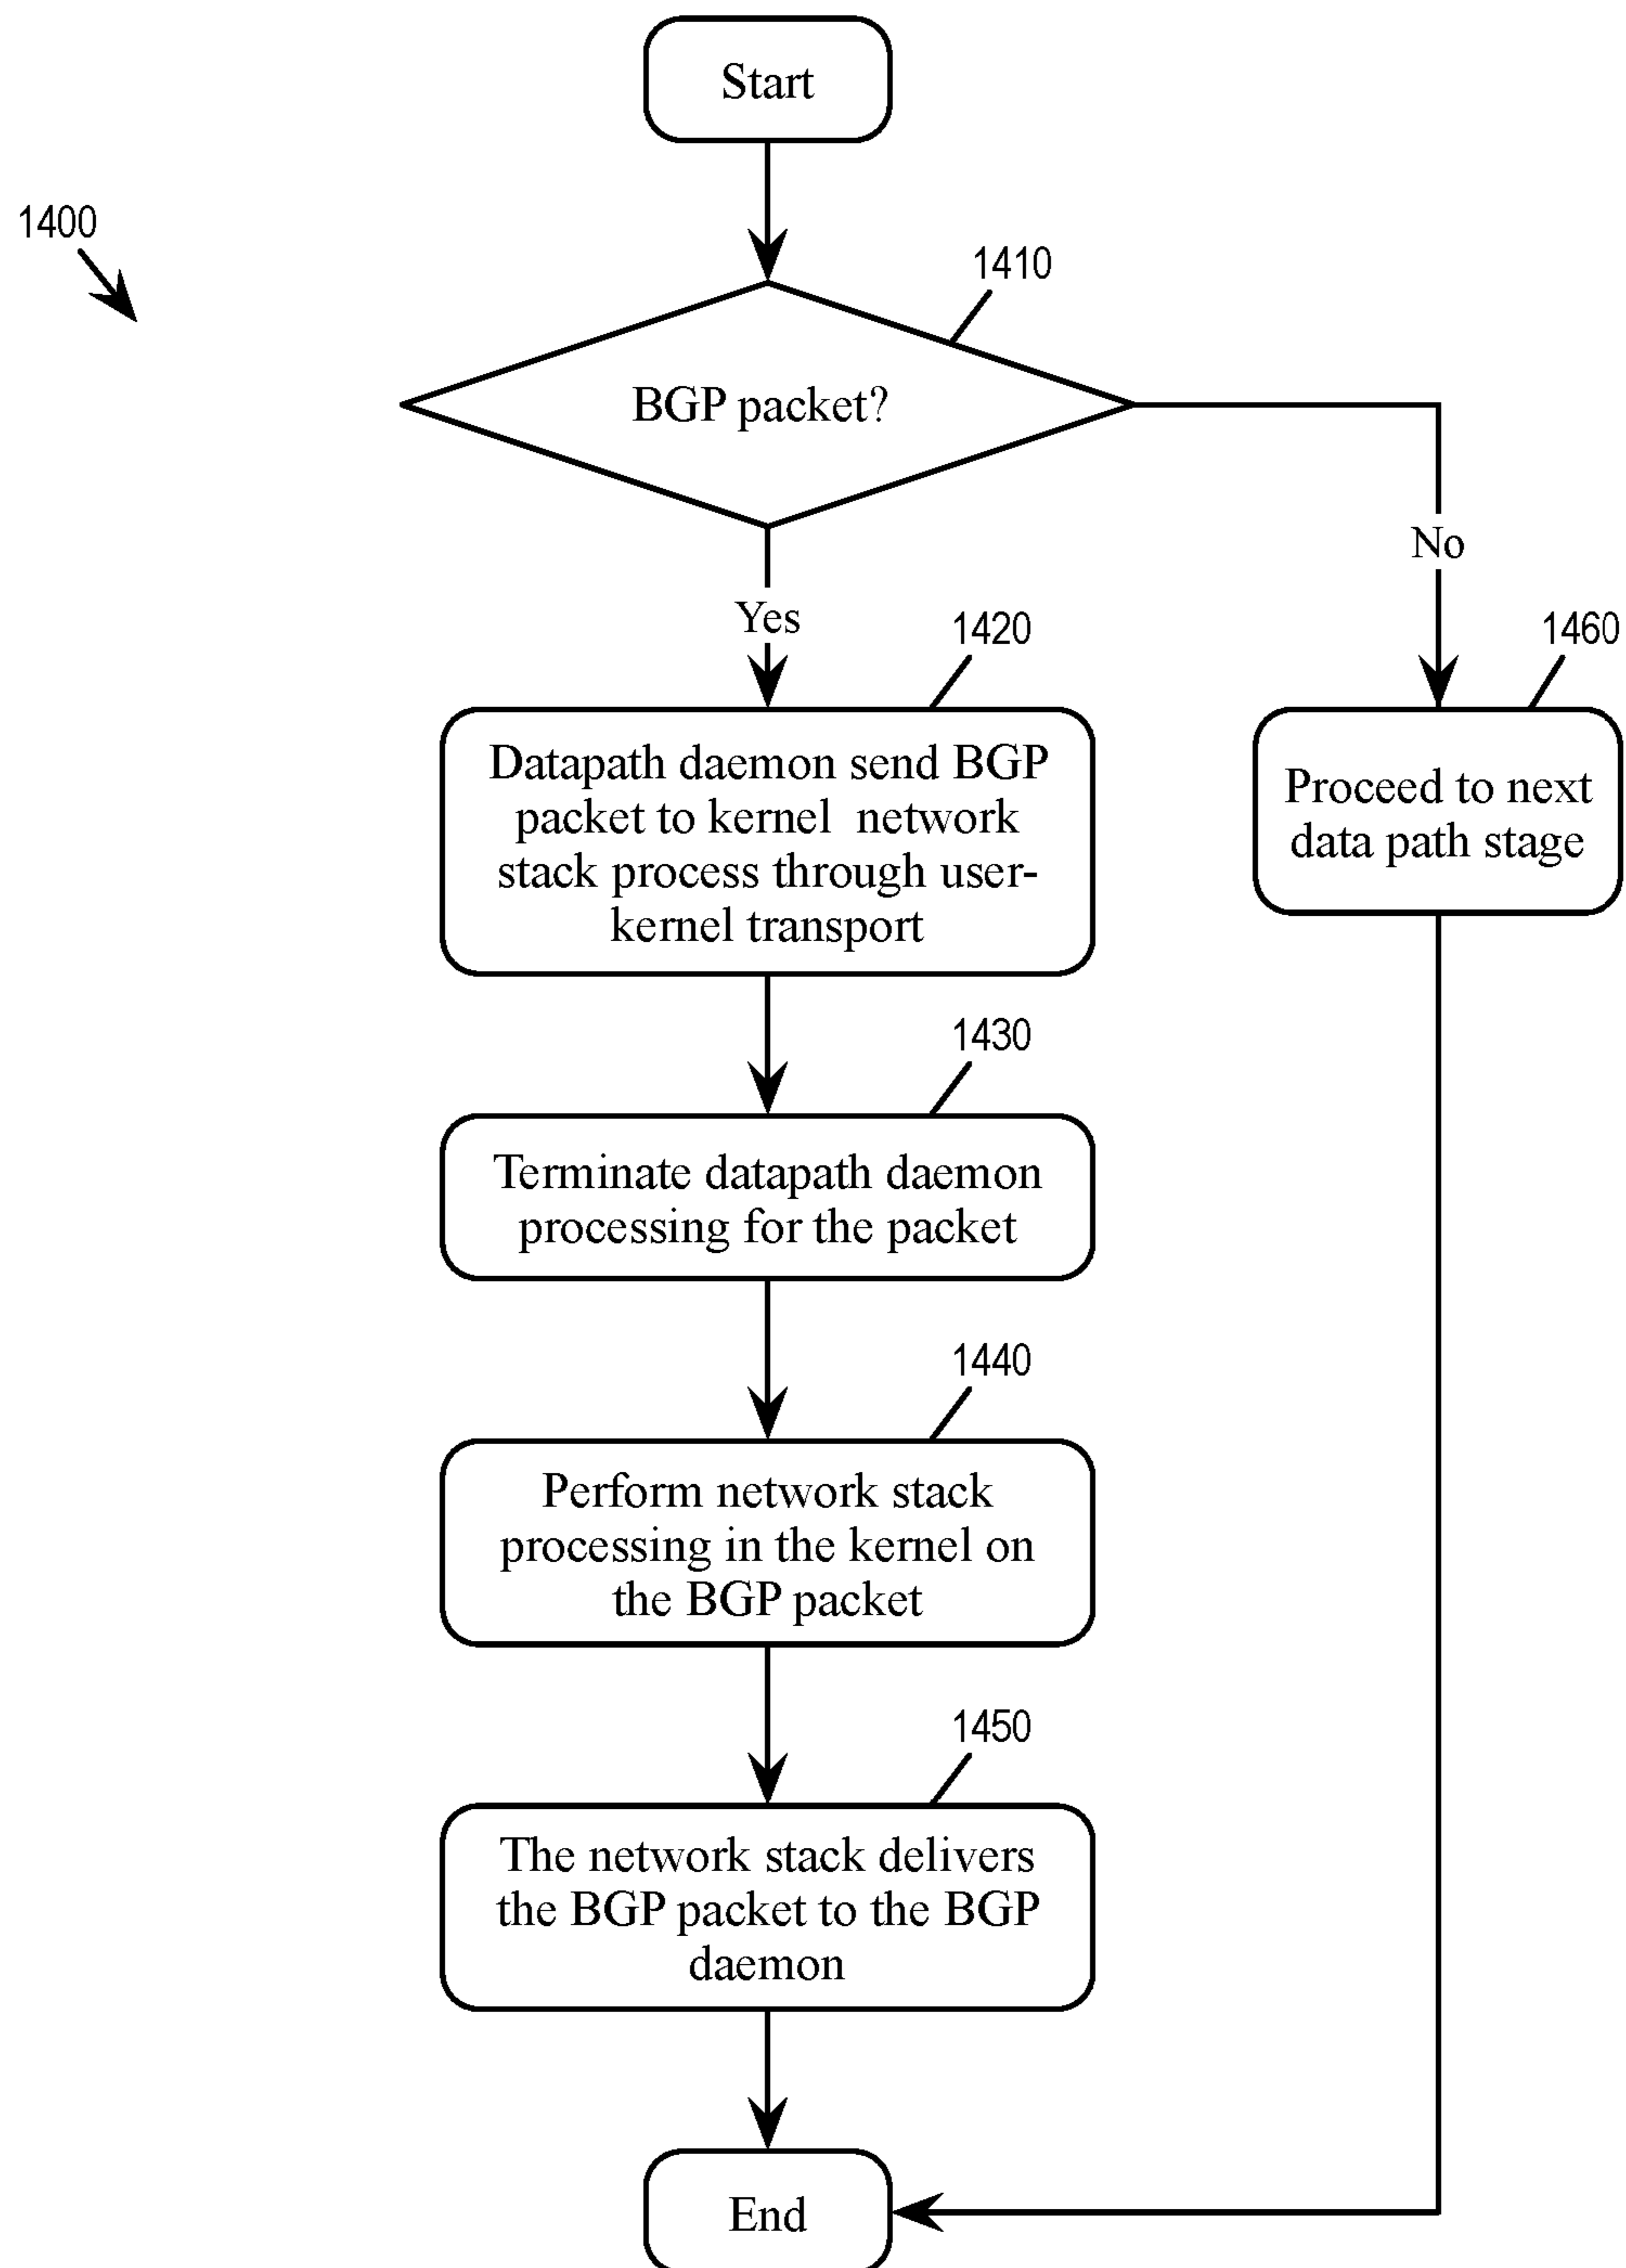 Start
1400
1410
BGP packet?
No
Yes
1420
1460
Datapath daemon send BGP
packet to kernel network
stack process through user-
kernel transport
Proceed to next
data path stage
1430
Terminate datapath daemon
processing for the packet
1440
Perform network stack
processing in the kernel on
the BGP packet
1450
The network stack delivers
the BGP packet to the BGP
daemon
End